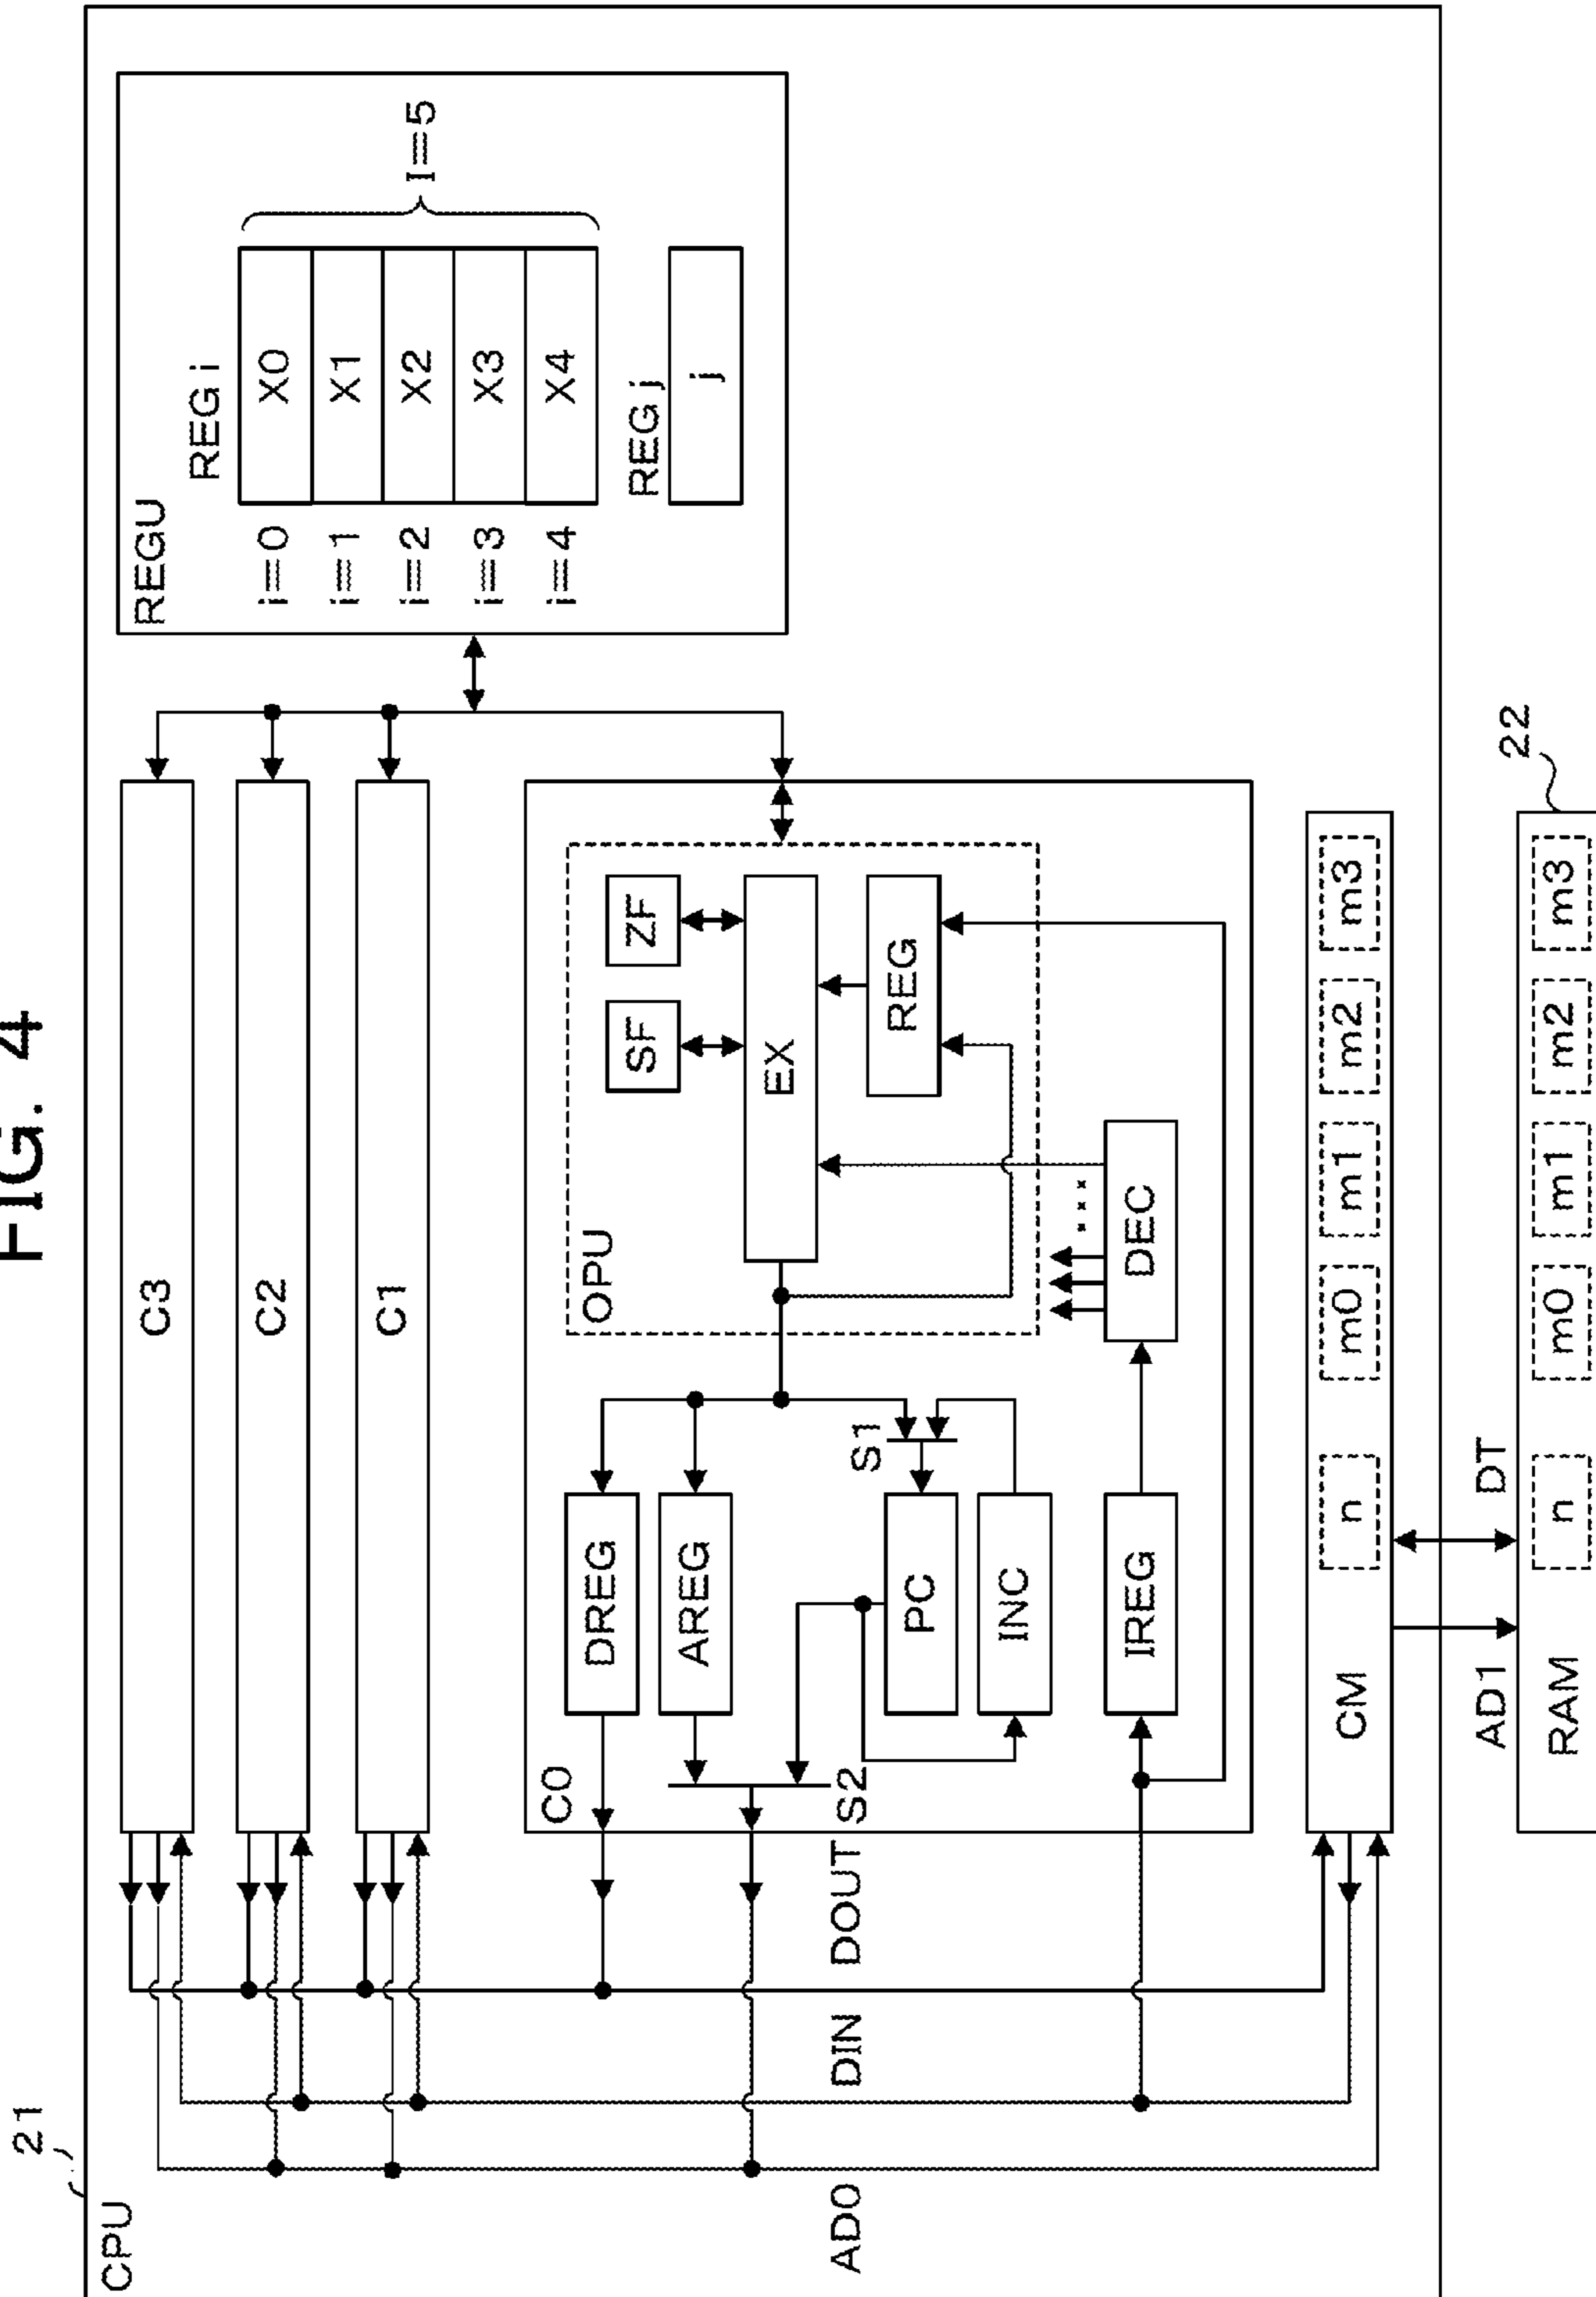 FIG. 4
21
CPU
REGU
REG i
i=0 X0
i=1 X1
i=2 X2
i=3 X3
i=4 X4
I=5
REG j
j
C3
C2
C1
C0
OPU
SF
ZF
EX
REG
DREG
AREG
S1
PC
INC
S2
IREG
DEC
...
DOUT
DIN
AD0
CM
n
m0
m1
m2
m3
AD1
DT
22
RAM
n
m0
m1
m2
m3